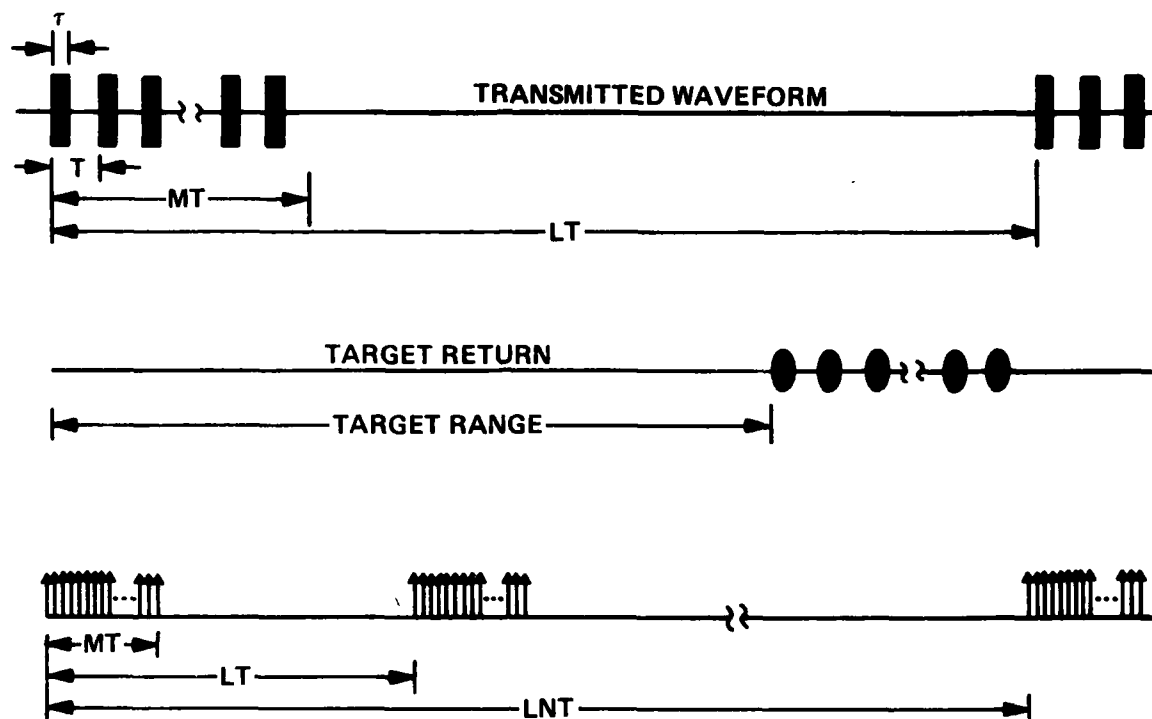 τ
TRANSMITTED WAVEFORM
T
MT
LT
TARGET RETURN
TARGET RANGE
MT
LT
LNT